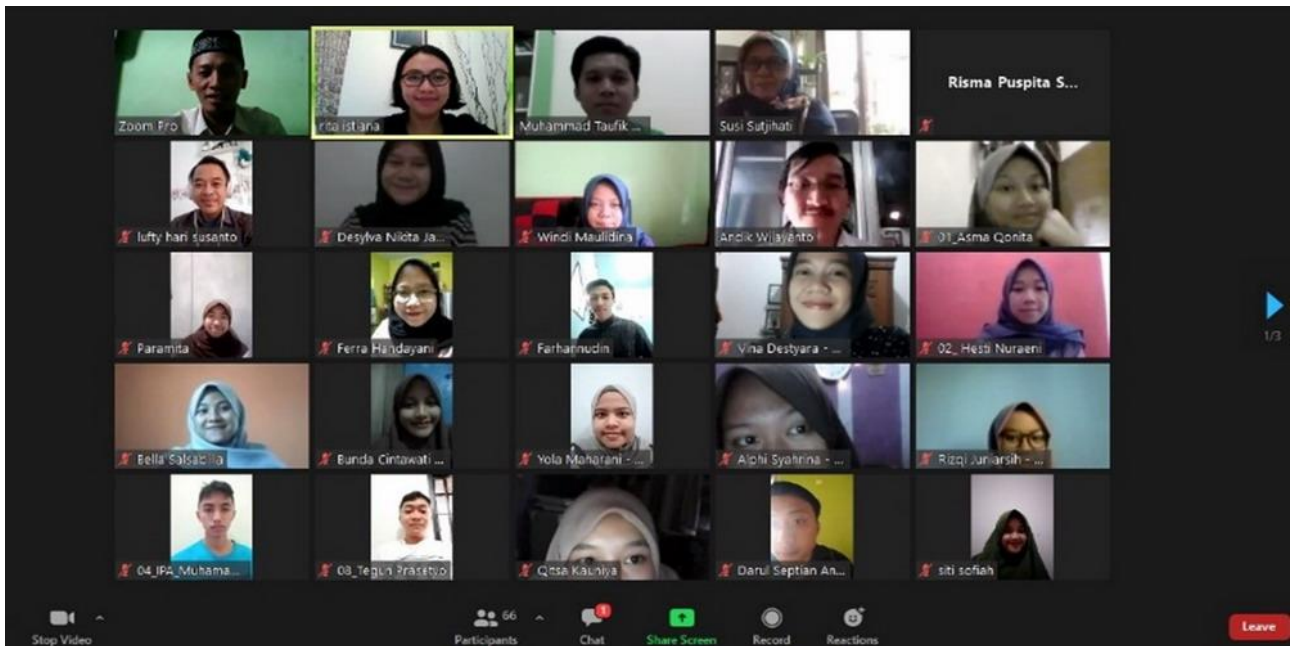 Zoom Pro
rita istiana
Muhammad Taufik ...
Susi Sutjihati
Risma Puspita S...
lufty hari susanto
Desylva Nikita Ja...
Windi Maulidina
Andik Wijayanto
01_Asma Qonita
Paramita
Ferra Handayani
Farhannudin
Vina Destyara - ...
02_ Hesti Nuraeni
Bella Salsabilla
Bunda Cintawati ...
Yola Maharani - ...
Alphi Syahrina - ...
Rizqi Juniarsih - ...
04_IPA_Muhama...
08_Teguh Prasetyo
Qitsa Kauniya
Darul Septian An...
siti sofiah
1/3
Stop Video
66
Participants
1
Chat
Share Screen
Record
Reactions
Leave